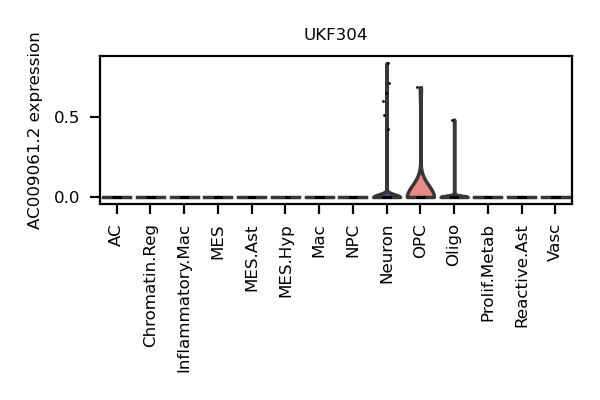 UKF304
AC009061.2 expression
0.5
0.0
AC
Chromatin.Reg
Inflammatory.Mac
MES
MES.Ast
MES.Hyp
Mac
NPC
Neuron
OPC
Oligo
Prolif.Metab
Reactive.Ast
Vasc